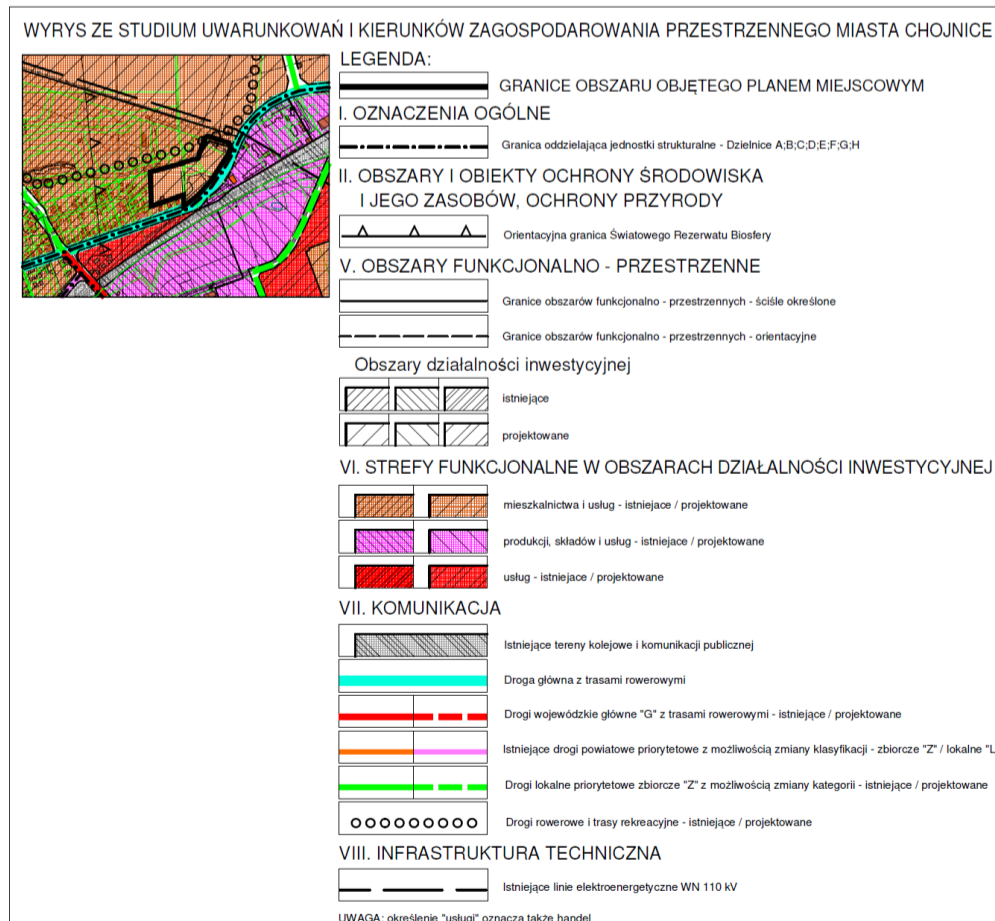 WYRYS ZE STUDIUM UWARUNKOWAŃ I KIERUNKÓW ZAGOSPODAROWANIA PRZESTRZENNEGO MIASTA CHOJNICE
LEGENDA:
GRANICE OBSZARU OBJĘTEGO PLANEM MIEJSCOWYM
I. OZNACZENIA OGÓLNE
Granica oddzielająca jednostki strukturalne - Dzielnice A;B;C;D;E;F;G;H
II. OBSZARY I OBIEKTY OCHRONY ŚRODOWISKA
I JEGO ZASOBÓW, OCHRONY PRZYRODY
Orientacyjna granica Światowego Rezerwatu Biosfery
V. OBSZARY FUNKCJONALNO - PRZESTRZENNE
Granice obszarów funkcjonalno - przestrzennych - ściśle określone
Granice obszarów funkcjonalno - przestrzennych - orientacyjne
Obszary działalności inwestycyjnej
istniejące
projektowane
VI. STREFY FUNKCJONALNE W OBSZARACH DZIAŁALNOŚCI INWESTYCYJNEJ
mieszkalnictwa i usług - istniejace / projektowane
produkcji, składów i usług - istniejace / projektowane
usług - istniejace / projektowane
VII. KOMUNIKACJA
Istniejące tereny kolejowe i komunikacji publicznej
Droga główna z trasami rowerowymi
Drogi wojewódzkie główne "G" z trasami rowerowymi - istniejące / projektowane
Istniejące drogi powiatowe priorytetowe z możliwością zmiany klasyfikacji - zbiorcze "Z" / lokalne "L
Drogi lokalne priorytetowe zbiorcze "Z" z możliwością zmiany kategorii - istniejące / projektowane
Drogi rowerowe i trasy rekreacyjne - istniejące / projektowane
VIII. INFRASTRUKTURA TECHNICZNA
Istniejące linie elektroenergetyczne WN 110 kV
UWAGA: określenie "usługi" oznacza także handel